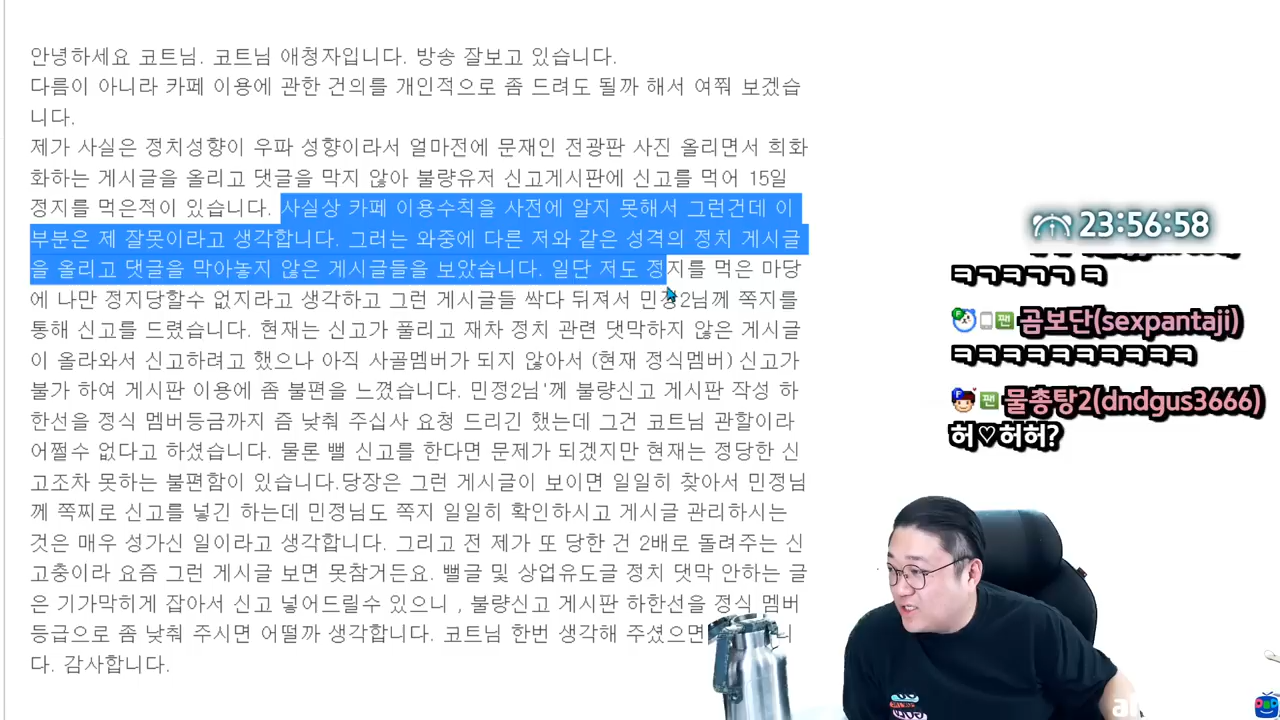 안녕하세요 코트님. 코트님 애청자입니다. 방송 잘보고 있습니다.
다름이 아니라 카페 이용에 관한 건의를 개인적으로 좀 드려도 될까 해서 여쭤 보겠습
니다.
제가 사실은 정치성향이 우파 성향이라서 얼마전에 문재인 전광판 사진 올리면서 희화
화하는 게시글을 올리고 댓글을 막지 않아 불량유저 신고게시판에 신고를 먹어 15일
정지를 먹은적이 있습니다. 사실상 카페 이용수칙을 사전에 알지 못해서 그런건데 이
부분은 제 잘못이라고 생각합니다. 그러는 와중에 다른 저와 같은 성격의 정치 게시글
을 올리고 댓글을 막아놓지 않은 게시글들을 보았습니다. 일단 저도 정지를 먹은 마당
에 나만 정지당할수 없지라고 생각하고 그런 게시글들 싹다 뒤져서 민정2님께 쪽지를
통해 신고를 드렸습니다. 현재는 신고가 풀리고 재차 정치 관련 댓막하지 않은 게시글
이 올라와서 신고하려고 했으나 아직 사골멤버가 되지 않아서 (현재 정식멤버) 신고가
불가 하여 게시판 이용에 좀 불편을 느꼈습니다. 민정2님'께 불량신고 게시판 작성 하
한선을 정식 멤버등급까지 좀 낮춰 주십사 요청 드리긴 했는데 그건 코트님 관할이라
어쩔수 없다고 하셨습니다. 물론 뻘 신고를 한다면 문제가 되겠지만 현재는 정당한 신
고조차 못하는 불편함이 있습니다.당장은 그런 게시글이 보이면 일일히 찾아서 민정님
께 쪽찌로 신고를 넣긴 하는데 민정님도 쪽지 일일히 확인하시고 게시글 관리하시는
것은 매우 성가신 일이라고 생각합니다. 그리고 전 제가 또 당한 건 2배로 돌려주는 신
고충이라 요즘 그런 게시글 보면 못참거든요. 뻘글 및 상업유도글 정치 댓막 안하는 글
은 기가막히게 잡아서 신고 넣어드릴수 있으니 , 불량신고 게시판 하한선을 정식 멤버
등급으로 좀 낮춰 주시면 어떨까 생각합니다. 코트님 한번 생각해 주셨으면
다. 감사합니다.
23:56:58
ㅋㄱㅋㄱㄱ ㅋ
팬 곰보단(sexpantaji)
ㅋㅋㅋㅋㅋㅋㅋㅋㅋㅋ
팬 물총탕2(dndgus3666)
허♡허허?